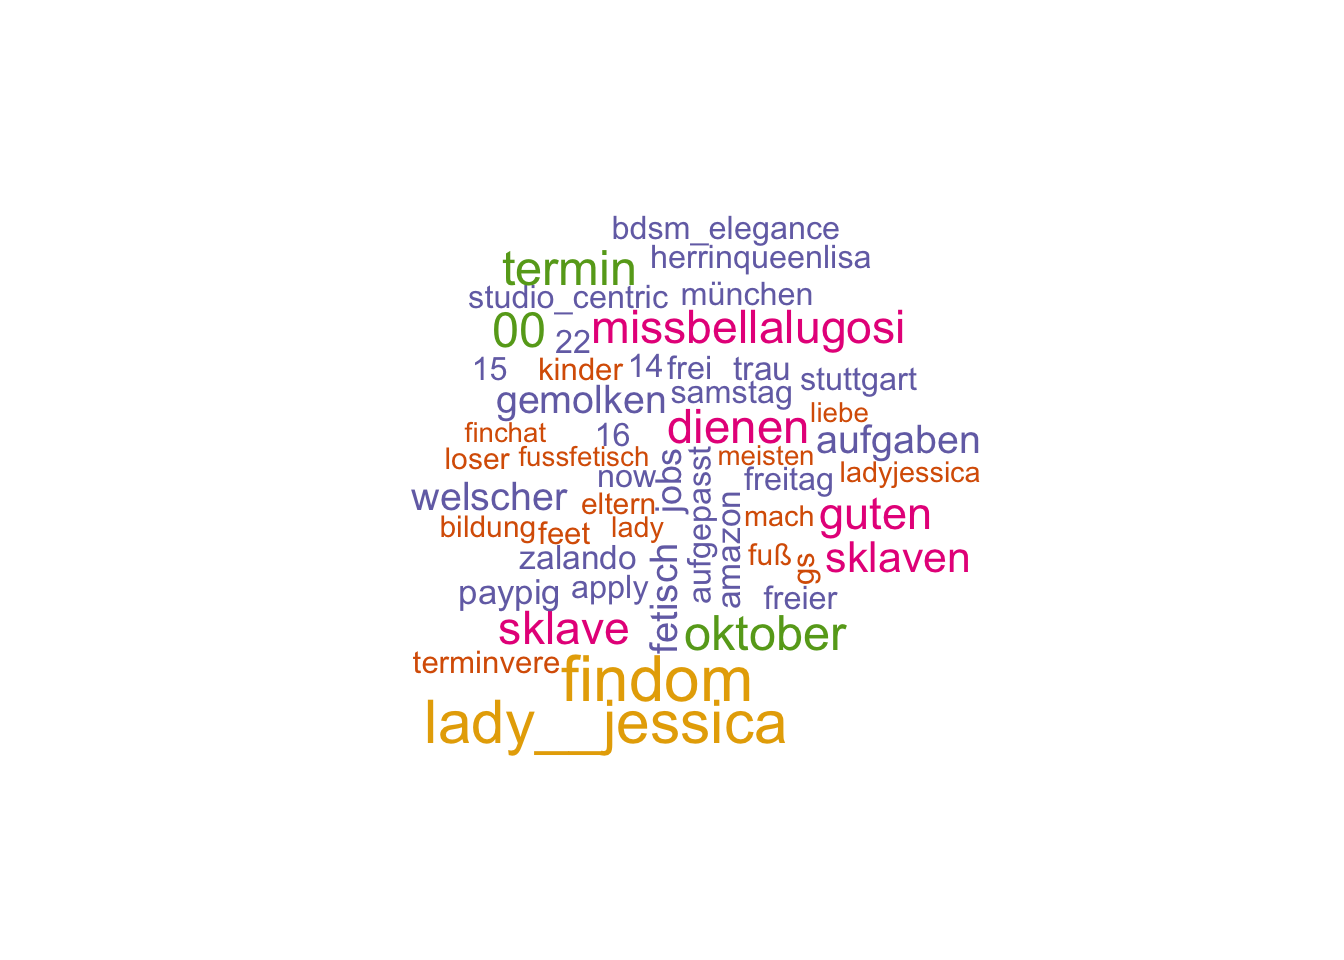 bdsm_elegance
herrinqueenlisa
termin
studio_centric
münchen
00
22
missbellalugosi
15
kinder
14
frei
trau
stuttgart
gemolken
samstag
liebe
finchat
16
dienen
aufgaben
loser
fussfetisch
jobs
aufgepasst
meisten
now
freitag
ladyjessica
welscher
eltern
amazon
mach
guten
bildung
feet
lady
zalando
fetisch
fuß
gs
sklaven
paypig
apply
freier
sklave
oktober
terminvere
findom
lady__jessica